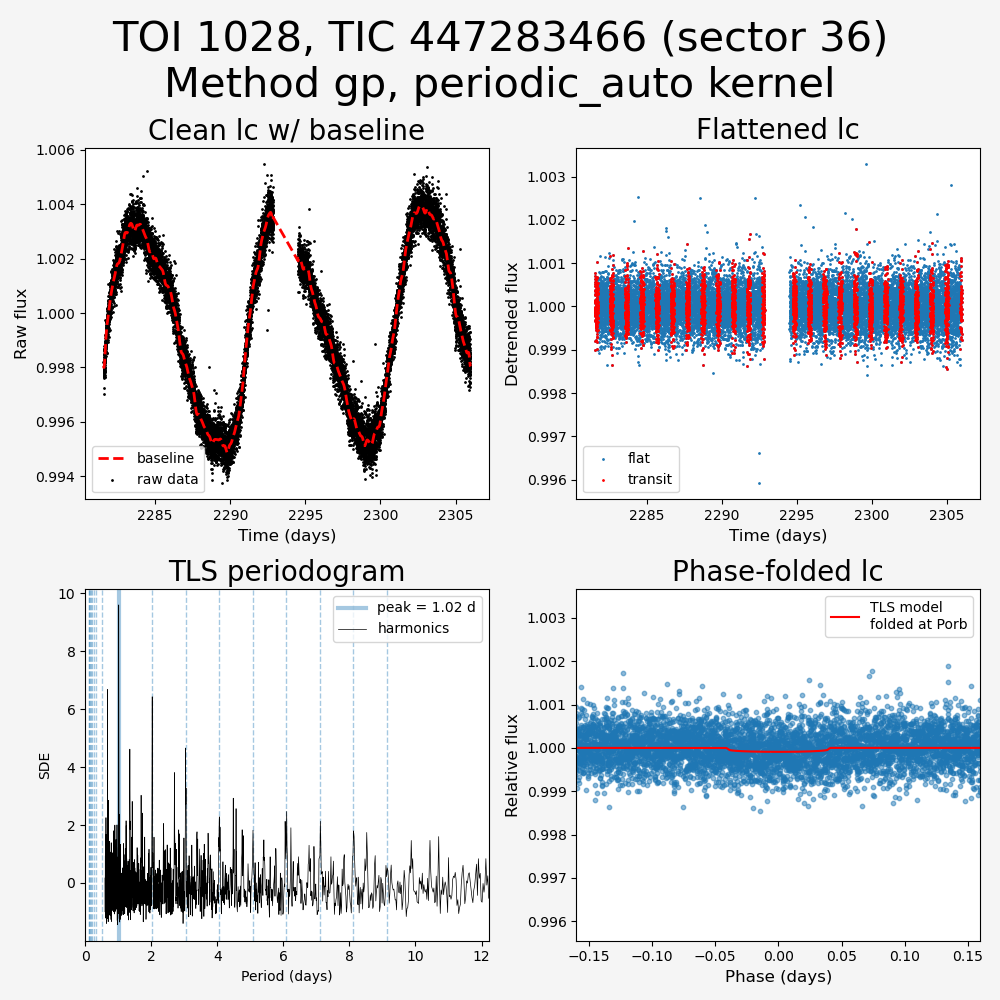 TOI 1028, TIC 447283466 (sector 36)
Method gp, periodic_auto kernel
Clean lc w/ baseline
1.006
1.004
1.002
1.000
0.998
0.996
0.994
Raw flux
baseline
raw data
2285
2290
2295
2300
2305
Time (days)
Flattened lc
1.003
1.002
1.001
1.000
0.999
0.998
0.997
0.996
Detrended flux
flat
transit
2285
2290
2295
2300
2305
Time (days)
TLS periodogram
10
8
6
4
2
0
SDE
peak = 1.02 d
harmonics
0
2
4
6
8
10
12
Period (days)
Phase-folded lc
1.003
1.002
1.001
1.000
0.999
0.998
0.997
0.996
Relative flux
TLS model
folded at Porb
−0.15
−0.10
−0.05
0.00
0.05
0.10
0.15
Phase (days)